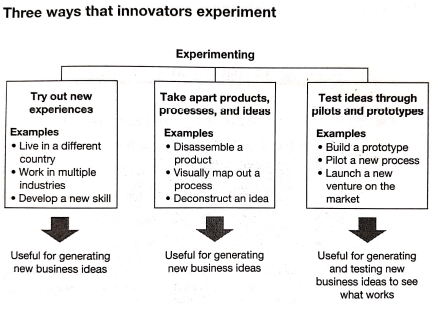 Three ways that innovators experiment
Experimenting
Try out new
experiences
Examples
• Live in a different
country
• Work in multiple
industries
• Develop a new skill
Take apart products,
processes, and ideas
Examples
• Disassemble a
product
• Visually map out a
process
• Deconstruct an idea
Test ideas through
pilots and prototypes
Examples
• Build a prototype
• Pilot a new process
• Launch a new
venture on the
market
Useful for generating
new business ideas
Useful for generating
new business ideas
Useful for generating
and testing new
business ideas to see
what works